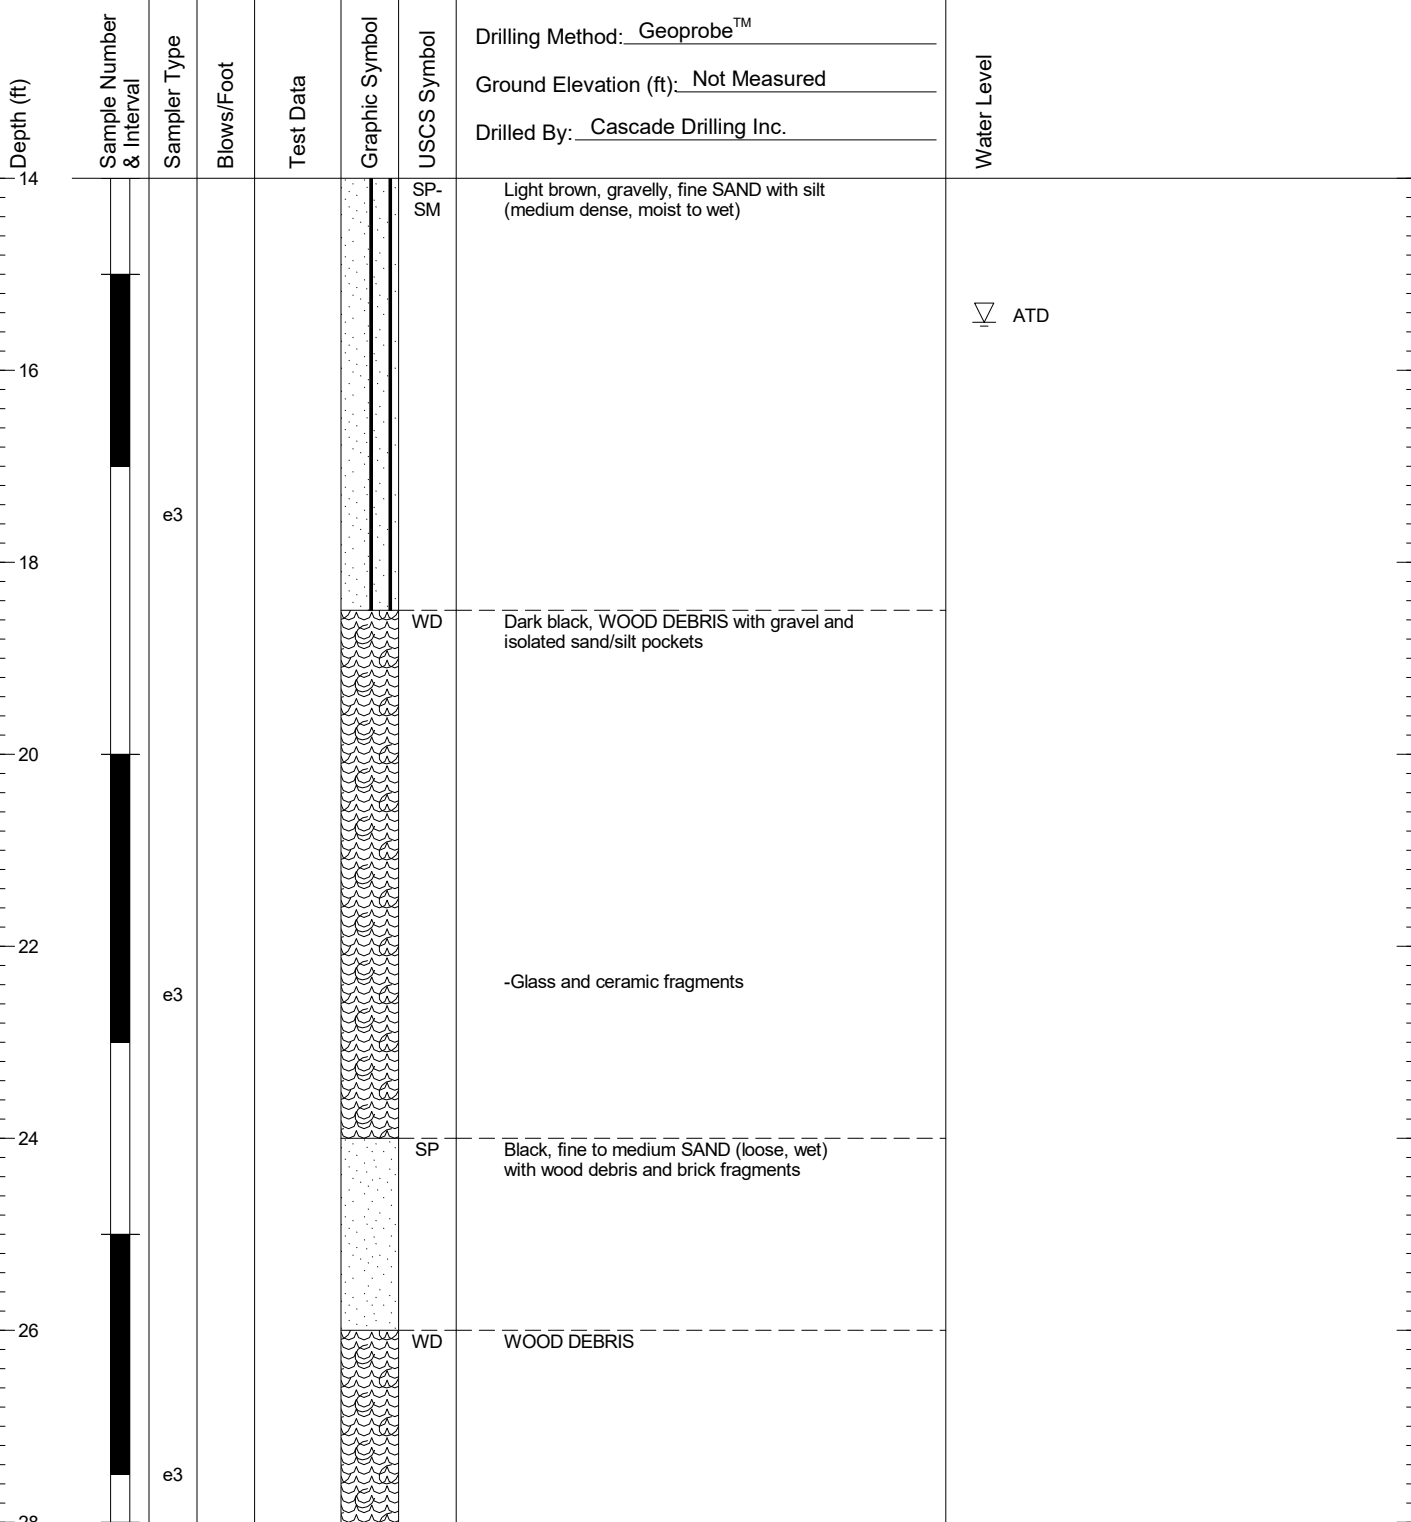 Depth (ft)
Sample Number
& Interval
Sampler Type
Blows/Foot
Test Data
Graphic Symbol
USCS Symbol
Drilling Method: Geoprobe™
Ground Elevation (ft): Not Measured
Drilled By: Cascade Drilling Inc.
Water Level
14
SP-
SM
Light brown, gravelly, fine SAND with silt
(medium dense, moist to wet)
ATD
16
e3
18
WD
Dark black, WOOD DEBRIS with gravel and
isolated sand/silt pockets
20
22
-Glass and ceramic fragments
e3
24
SP
Black, fine to medium SAND (loose, wet)
with wood debris and brick fragments
26
WD
WOOD DEBRIS
e3
28